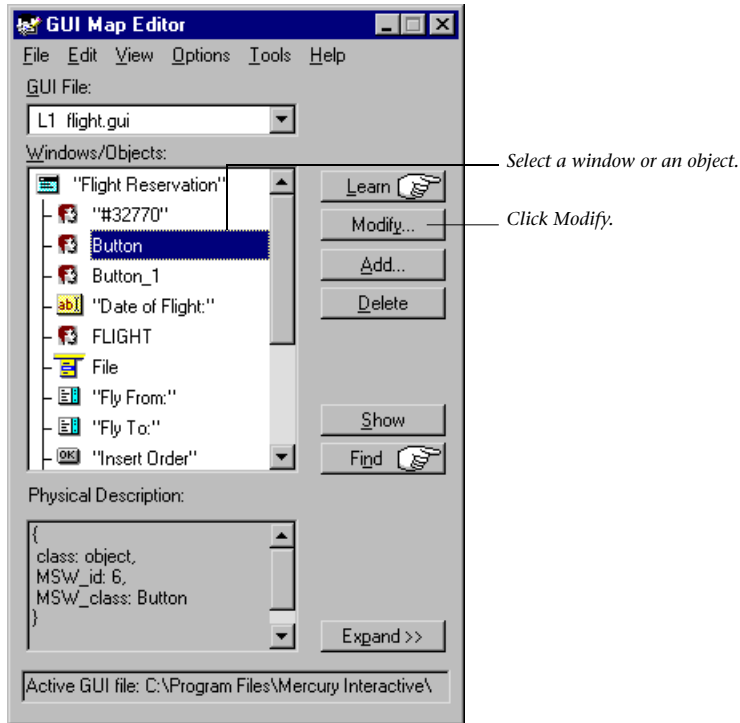 GUI Map Editor
File Edit View Options Tools Help
GUI File:
L1 flight.gui
Windows/Objects:
"Flight Reservation"
"#32770"
Button
Button_1
"Date of Flight:"
FLIGHT
File
"Fly From:"
"Fly To:"
"Insert Order"
Learn
Modify...
Add...
Delete
Show
Find
Select a window or an object.
Click Modify.
Physical Description:
{
class: object,
MSW_id: 6,
MSW_class: Button
}
Expand >>
Active GUI file: C:\Program Files\Mercury Interactive\